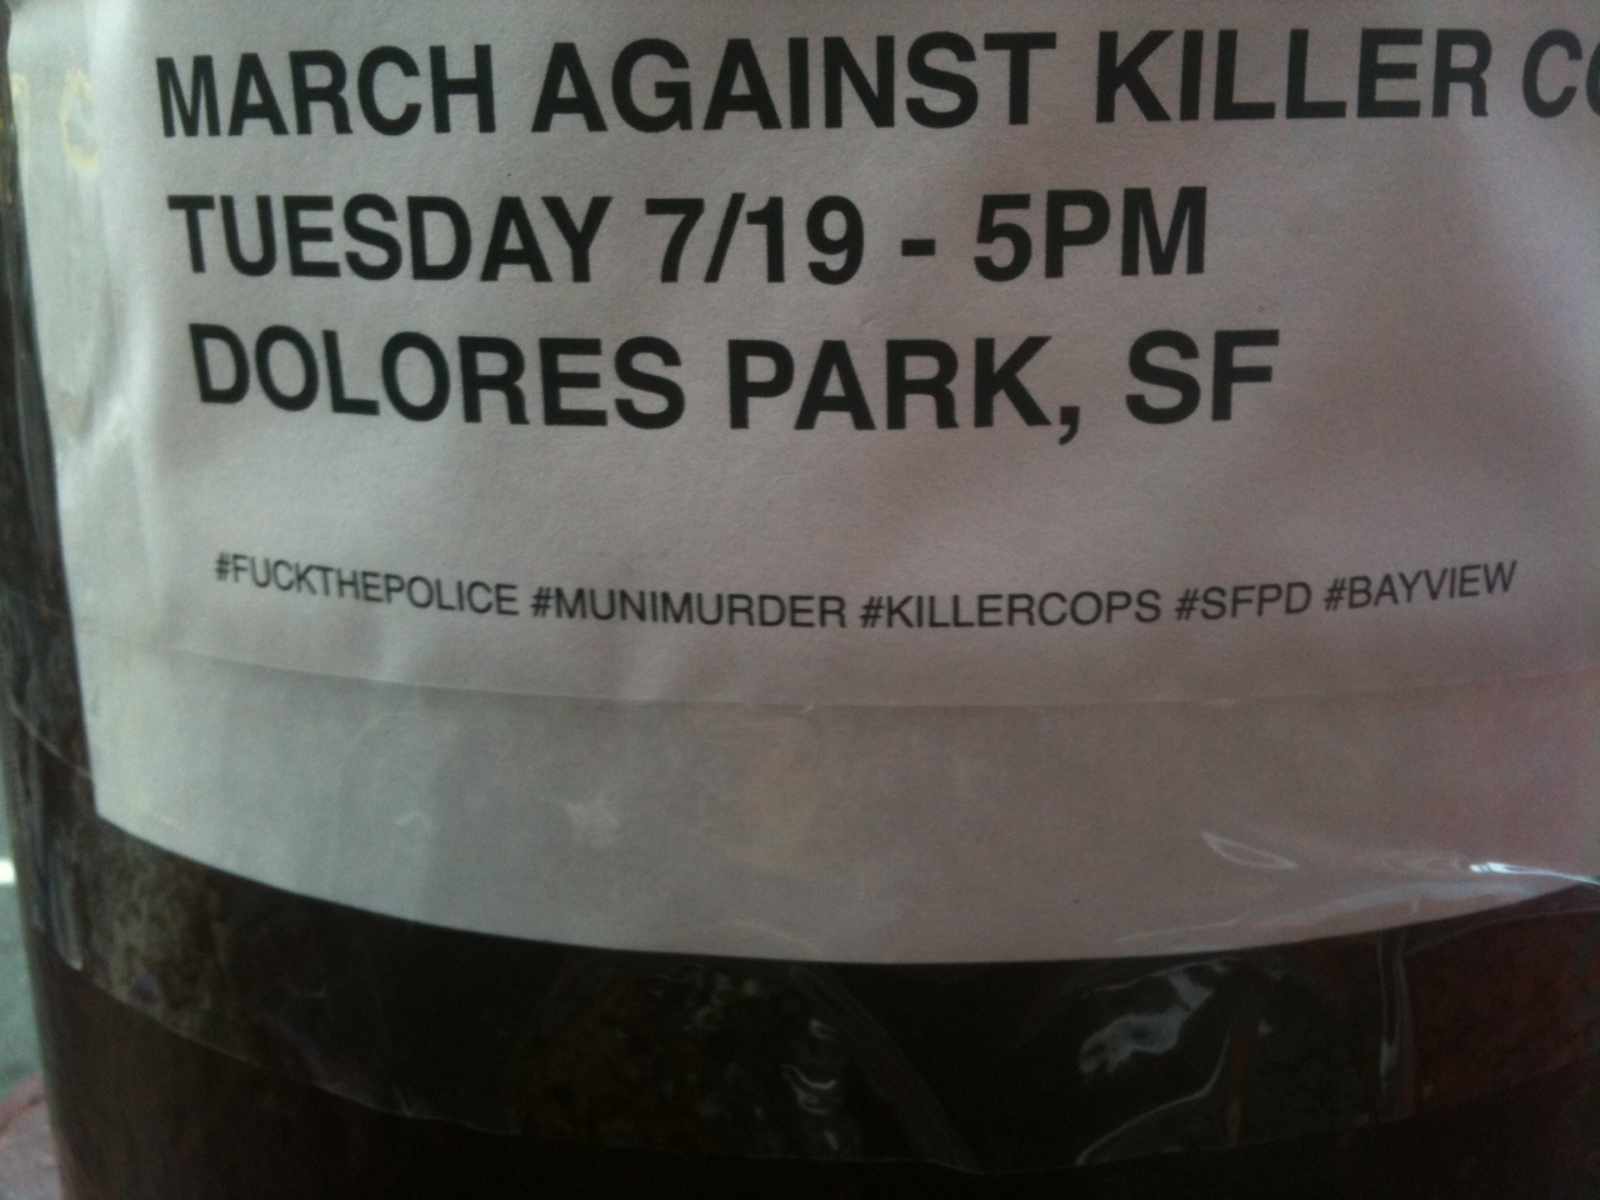 MARCH AGAINST KILLER
TUESDAY 7/19 - 5PM
DOLORES PARK, SF
#FUCKTHEPOLICE #MUNIMURDER #KILLERCOPS #SFPD #BAYVIEW